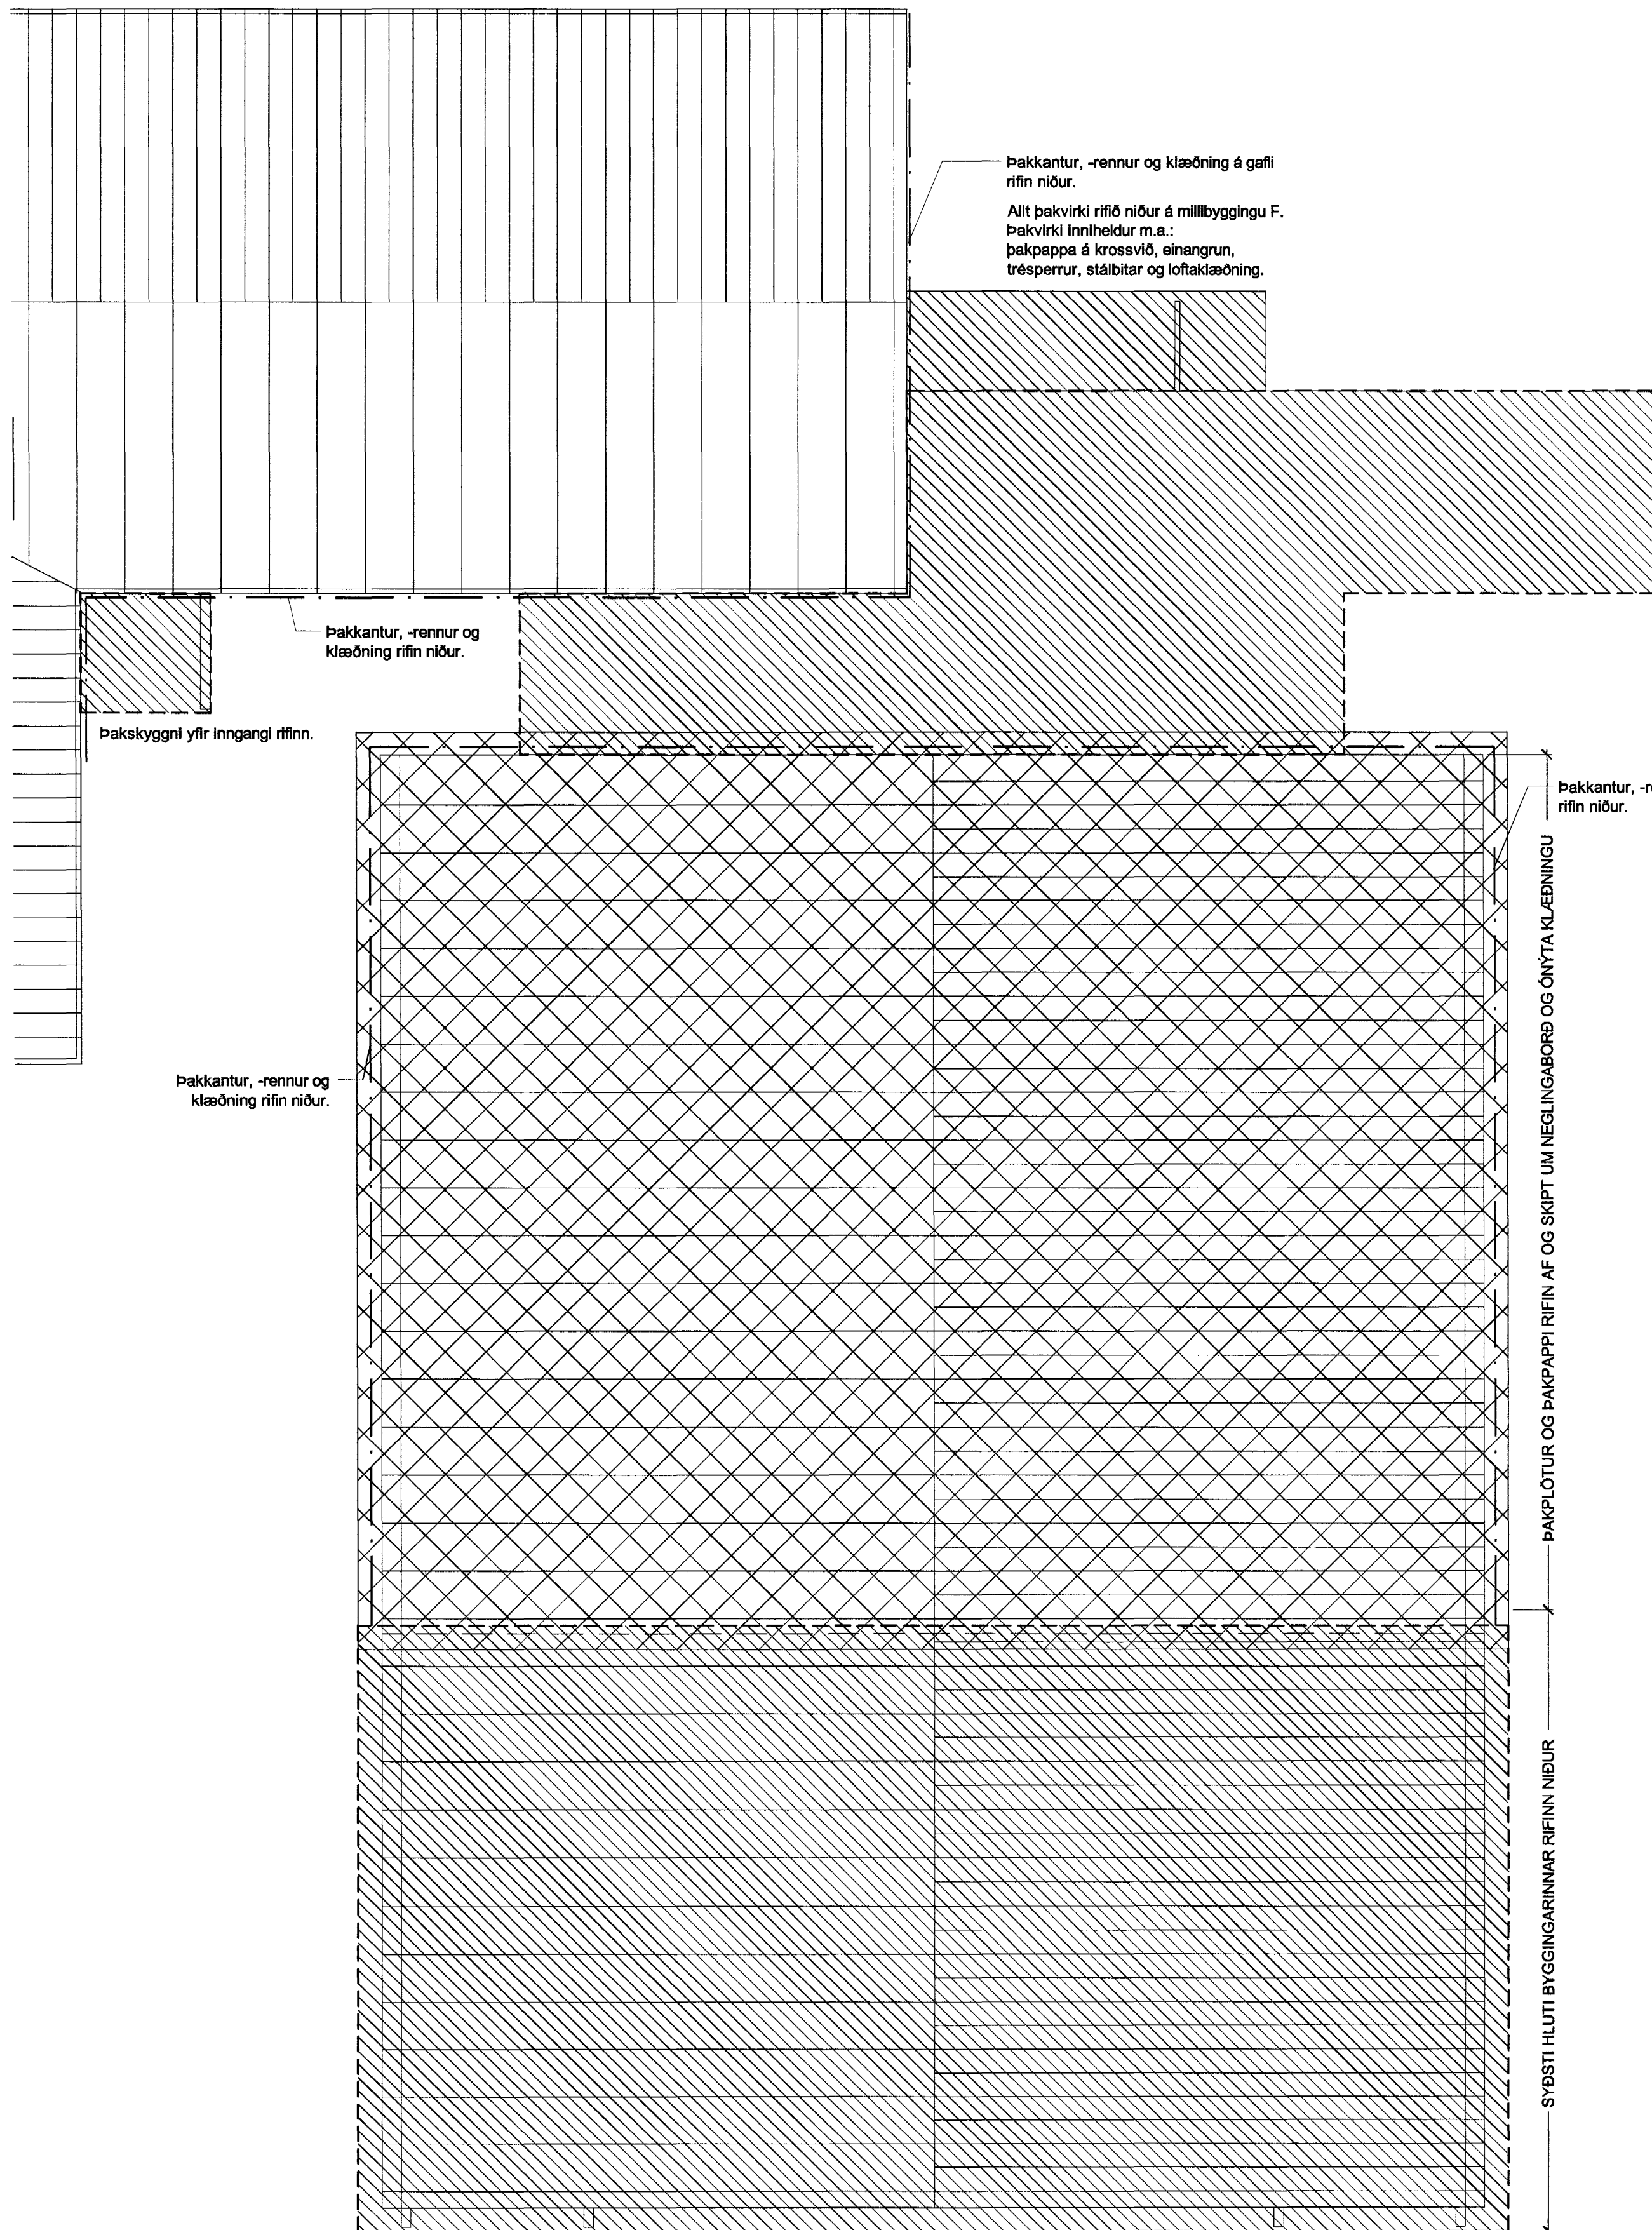 Þakkantur, -rennur og klæðning á gafli
rifin niður.
Allt þakvirki rifið niður á millibyggingu F.
Þakvirki inniheldur m.a.:
þakpappa á krossvið, einangrun,
trésperrur, stálbitar og loftaklæðning.
Þakkantur, -rennur og
klæðning rifin niður.
Þakskyggni yfir inngangi rifinn.
Þakkantur, -re
rifin niður.
ÞAKPLÖTUR OG ÞAKPAPPI RIFIN AF OG SKIPT UM NEGLINGABORÐ OG ÓNÝTA KLÆÐNINGU
Þakkantur, -rennur og
klæðning rifin niður.
SYÐSTI HLUTI BYGGINGARINNAR RIFINN NIÐUR